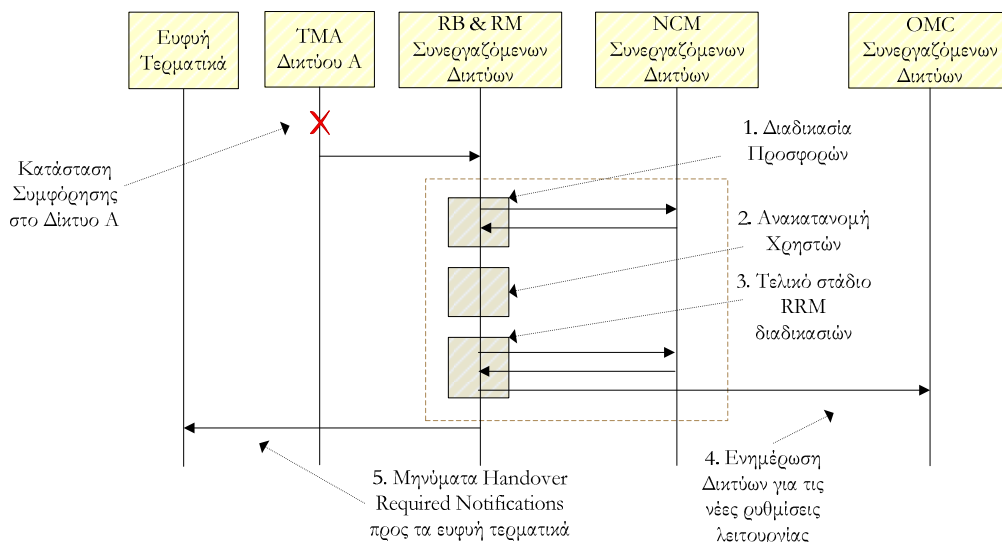 Ευφυή
Τερματικά
TMA
Δικτύου Α
RB & RM
Συνεργαζόμενων
Δικτύων
NCM
Συνεργαζόμενων
Δικτύων
OMC
Συνεργαζόμενων
Δικτύων
Κατάσταση
Συμφόρησης
στο Δίκτυο Α
1. Διαδικασία
Προσφορών
2. Ανακατανομή
Χρηστών
3. Τελικό στάδιο
RRM
διαδικασιών
4. Ενημέρωση
Δικτύων για τις
νέες ρυθμίσεις
λειτουργίας
5. Μηνύματα Handover
Required Notifications
προς τα ευφυή τερματικά